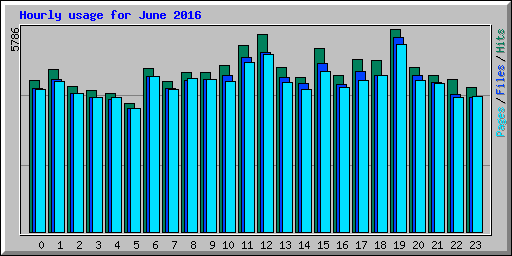 Hourly usage for June 2016
5786
Pages/Files/Hits
0 1 2 3 4 5 6 7 8 9 10 11 12 13 14 15 16 17 18 19 20 21 22 23